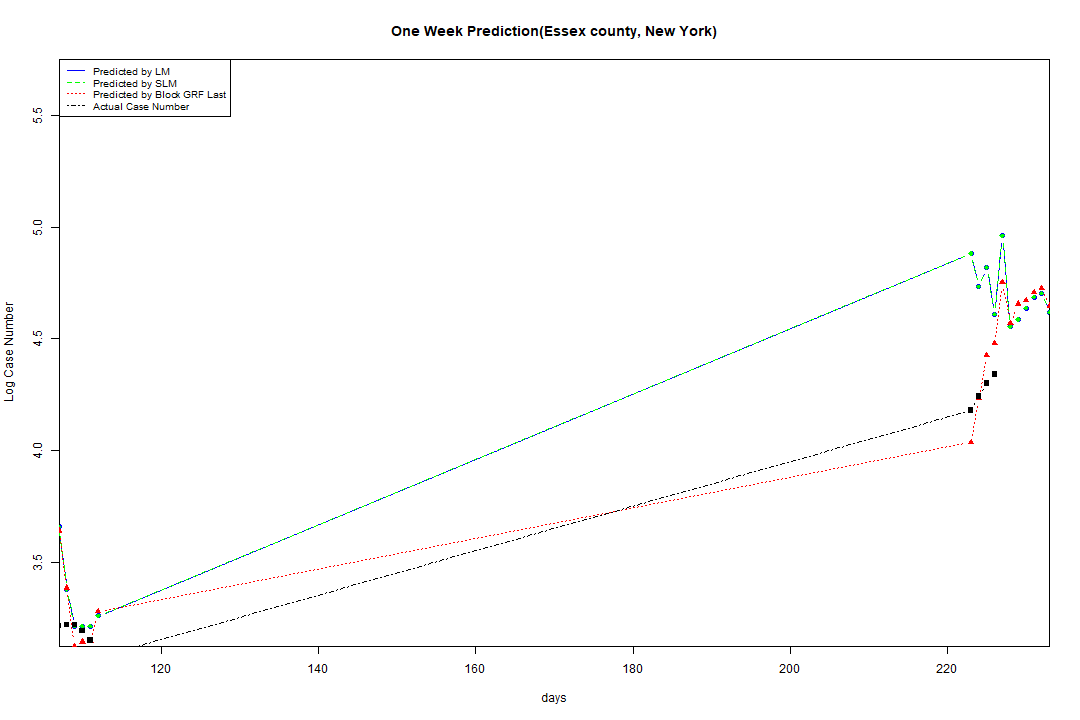 One Week Prediction(Essex county, New York)
Predicted by LM
Predicted by SLM
Predicted by Block GRF Last
Actual Case Number
5.5
5.0
4.5
4.0
3.5
Log Case Number
120 140 160 180 200 220
days